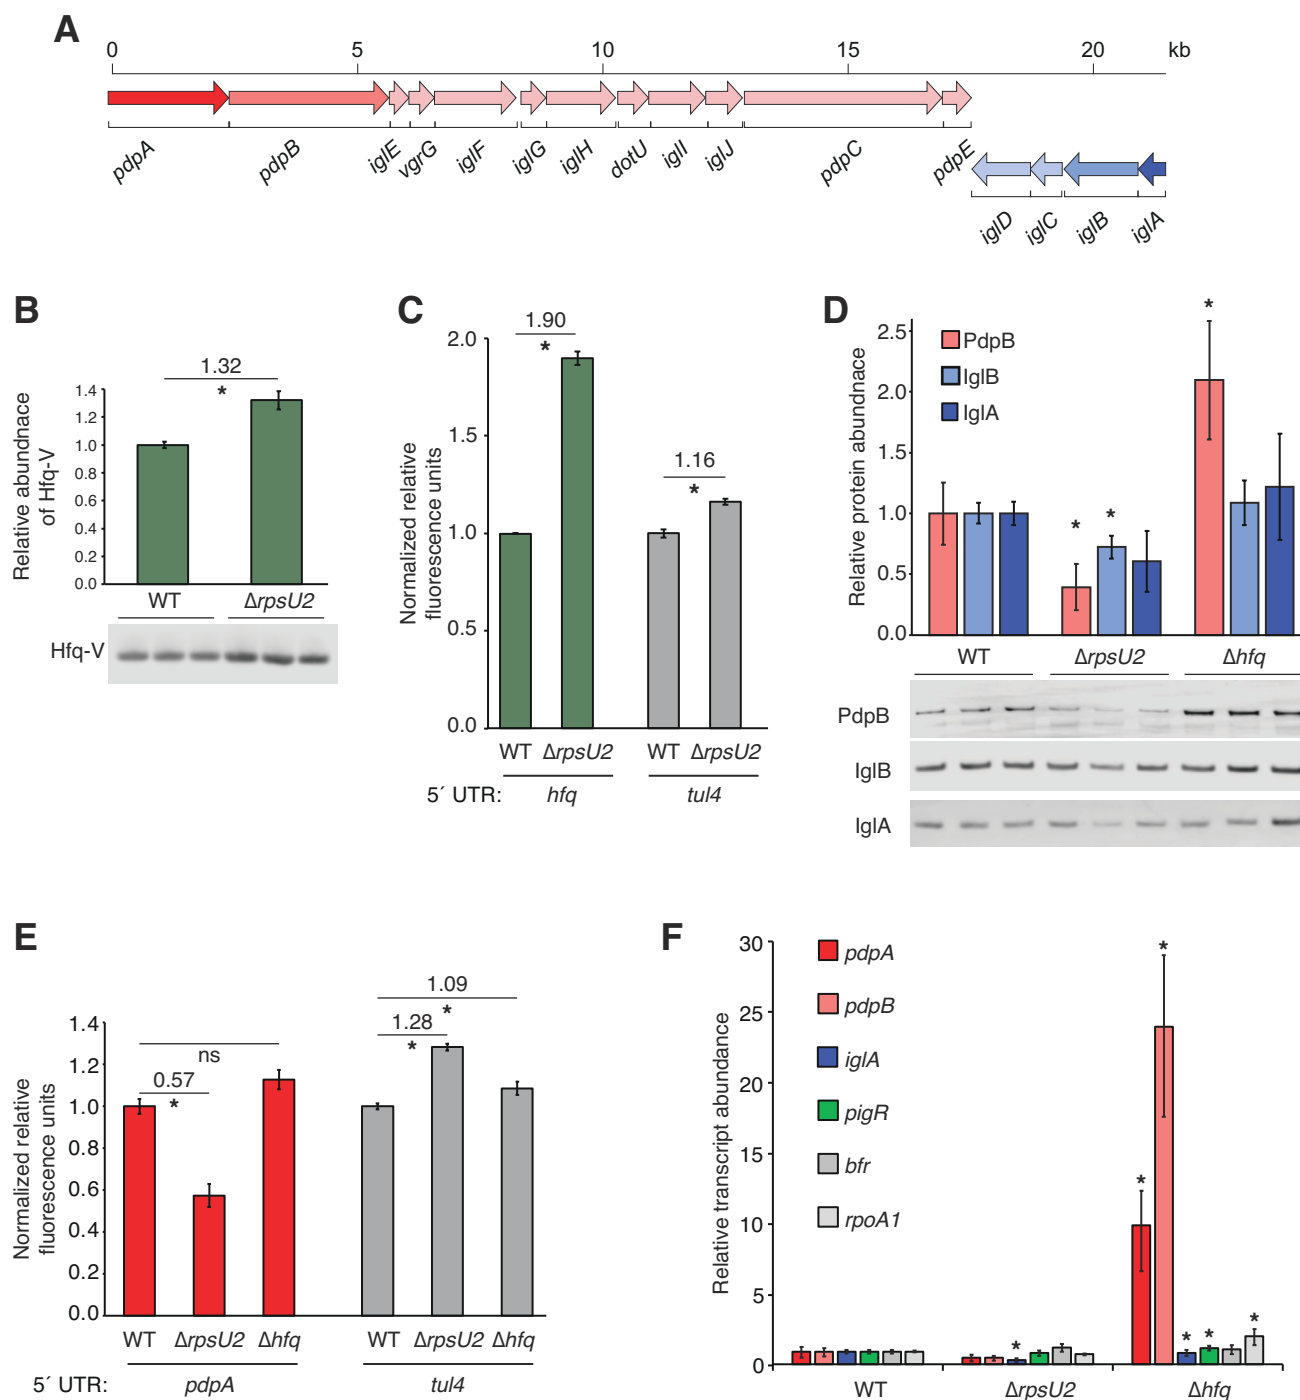 A
0 5 10 15 20 kb
pdpA pdpB iglE vgrG iglF iglG iglH dotU iglI iglJ pdpC pdpE
iglD iglC iglB iglA
B
Relative abundnace
of Hfq-V
1.4
1.2
1.0
0.8
0.6
0.4
0.2
0.0
1.32
*
WT ΔrpsU2
Hfq-V
C
Normalized relative
fluorescence units
2.0
1.5
1.0
0.5
0.0
1.90
*
1.16
*
WT ΔrpsU2 WT ΔrpsU2
5´ UTR: hfq tul4
D
Relative protein abundnace
2.5
2.0
1.5
1.0
0.5
0.0
PdpB
IglB
IglA
* * *
WT ΔrpsU2 Δhfq
PdpB
IglB
IglA
E
Normalized relative
fluorescence units
1.4
1.2
1.0
0.8
0.6
0.4
0.2
0.0
ns
0.57
*
1.09
*
1.28
*
WT ΔrpsU2 Δhfq WT ΔrpsU2 Δhfq
5´ UTR: pdpA tul4
F
Relative transcript abundance
30
25
20
15
10
5
0
pdpA
pdpB
iglA
pigR
bfr
rpoA1
* * * * * *
WT ΔrpsU2 Δhfq